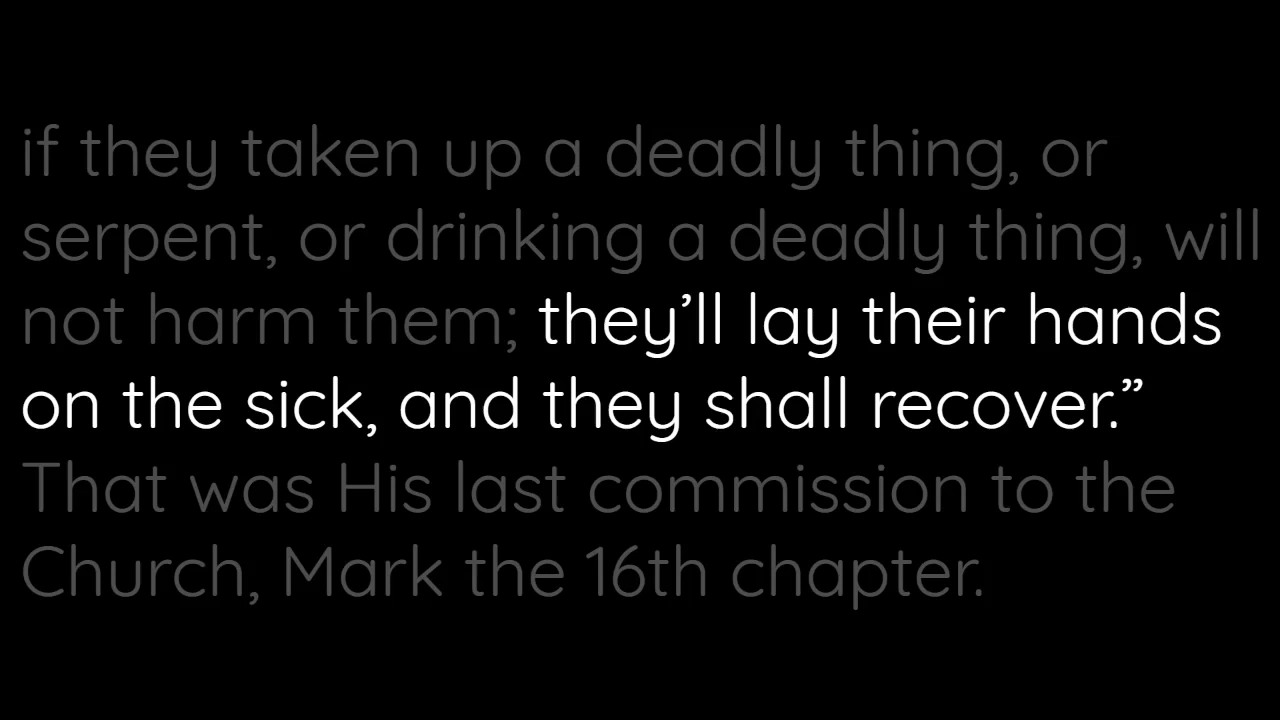 if they taken up a deadly thing, or
serpent, or drinking a deadly thing, will
not harm them; they’ll lay their hands
on the sick, and they shall recover.”
That was His last commission to the
Church, Mark the 16th chapter.